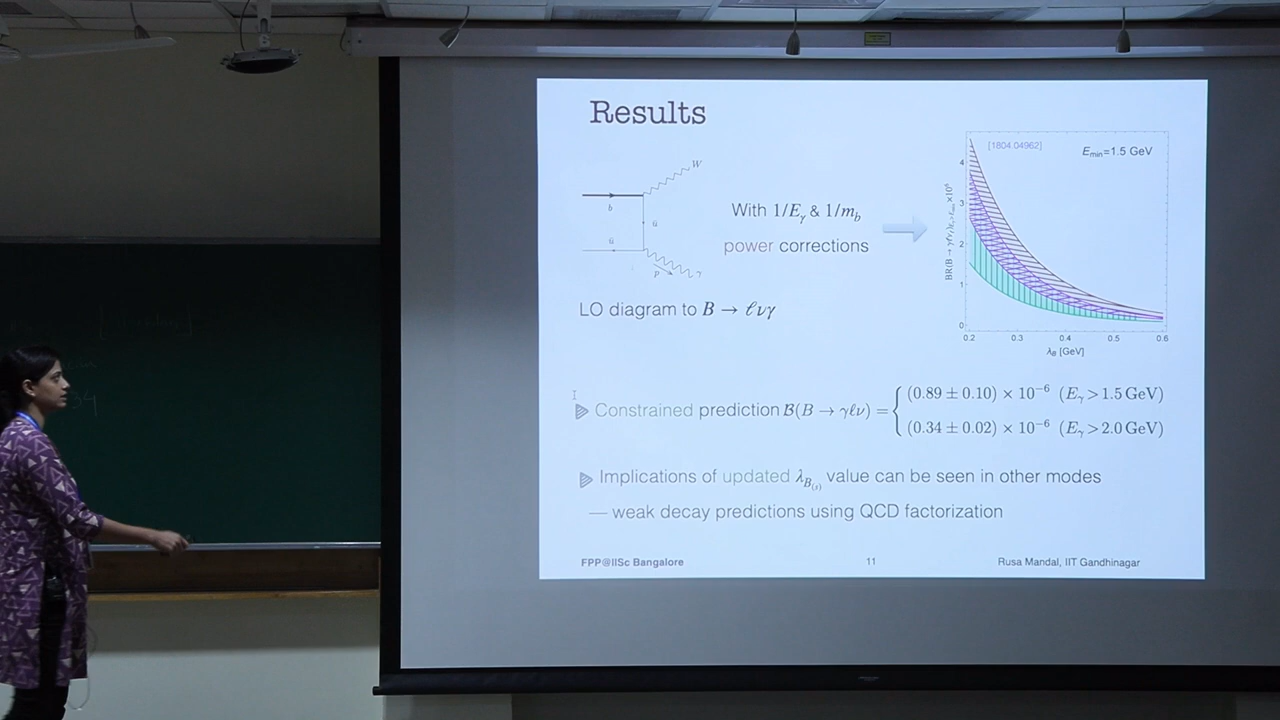 Results
W
b
ū
ū
p
γ
With 1/E_γ & 1/m_b
power corrections
[1804.04962]
E_min=1.5 GeV
4
3
2
1
0
0.2 0.3 0.4 0.5 0.6
λ_B [GeV]
LO diagram to B → ℓνγ
Constrained prediction ℬ(B → γℓν) = { (0.89 ± 0.10) × 10⁻⁶ (E_γ > 1.5 GeV)
(0.34 ± 0.02) × 10⁻⁶ (E_γ > 2.0 GeV)
Implications of updated λ_B₍s₎ value can be seen in other modes
— weak decay predictions using QCD factorization
FPP@IISc Bangalore 11 Rusa Mandal, IIT Gandhinagar